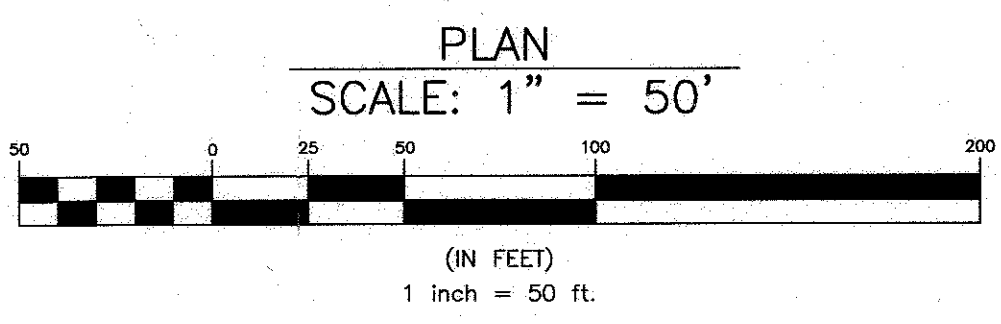 PLAN
SCALE: 1" = 50'
50 0 25 50 100 200
(IN FEET)
1 inch = 50 ft.